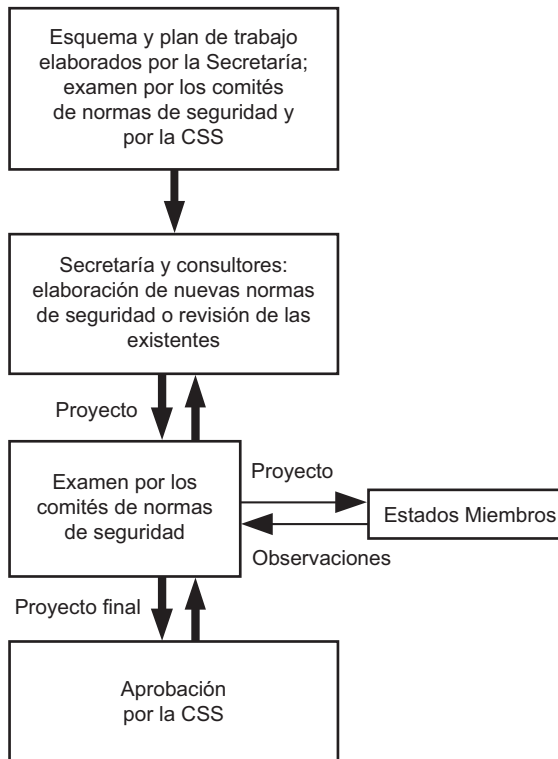 Esquema y plan de trabajo
elaborados por la Secretaría;
examen por los comités
de normas de seguridad y
por la CSS
Secretaría y consultores:
elaboración de nuevas normas
de seguridad o revisión de las
existentes
Proyecto
Examen por los
comités de normas
de seguridad
Proyecto
Estados Miembros
Observaciones
Proyecto final
Aprobación
por la CSS